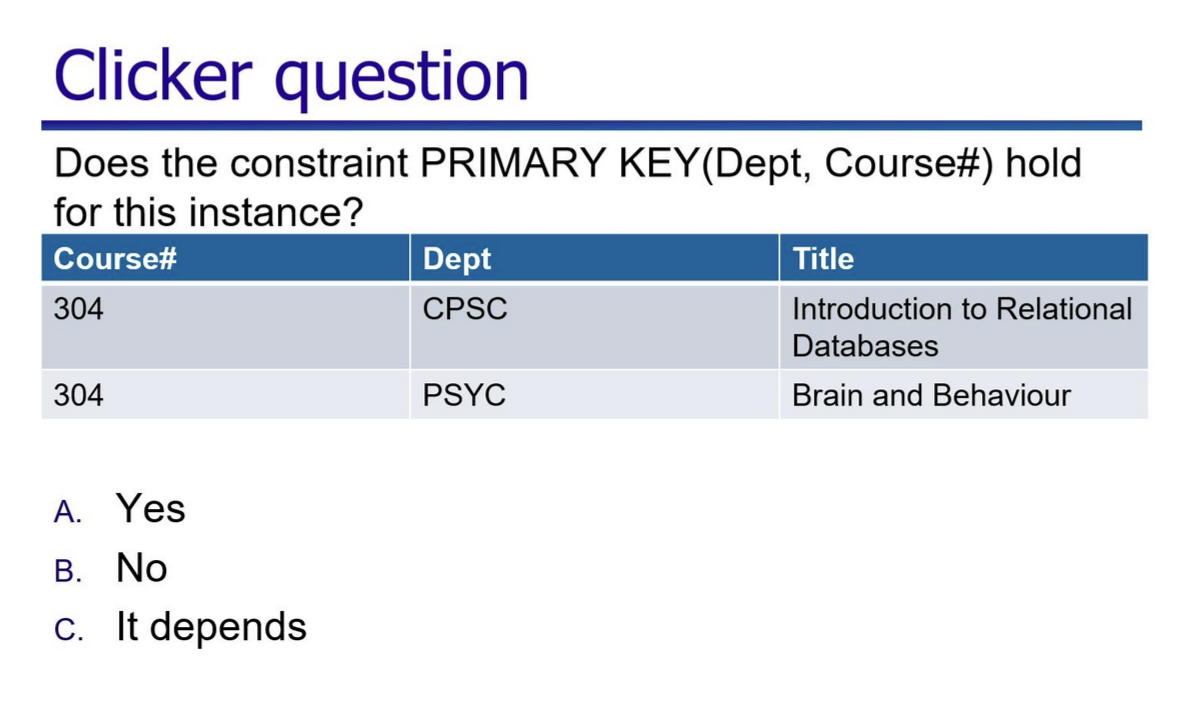 Clicker question
Does the constraint PRIMARY KEY(Dept, Course#) hold
for this instance?
Course# Dept Title
304 CPSC Introduction to Relational
Databases
304 PSYC Brain and Behaviour
A. Yes
B. No
C. It depends